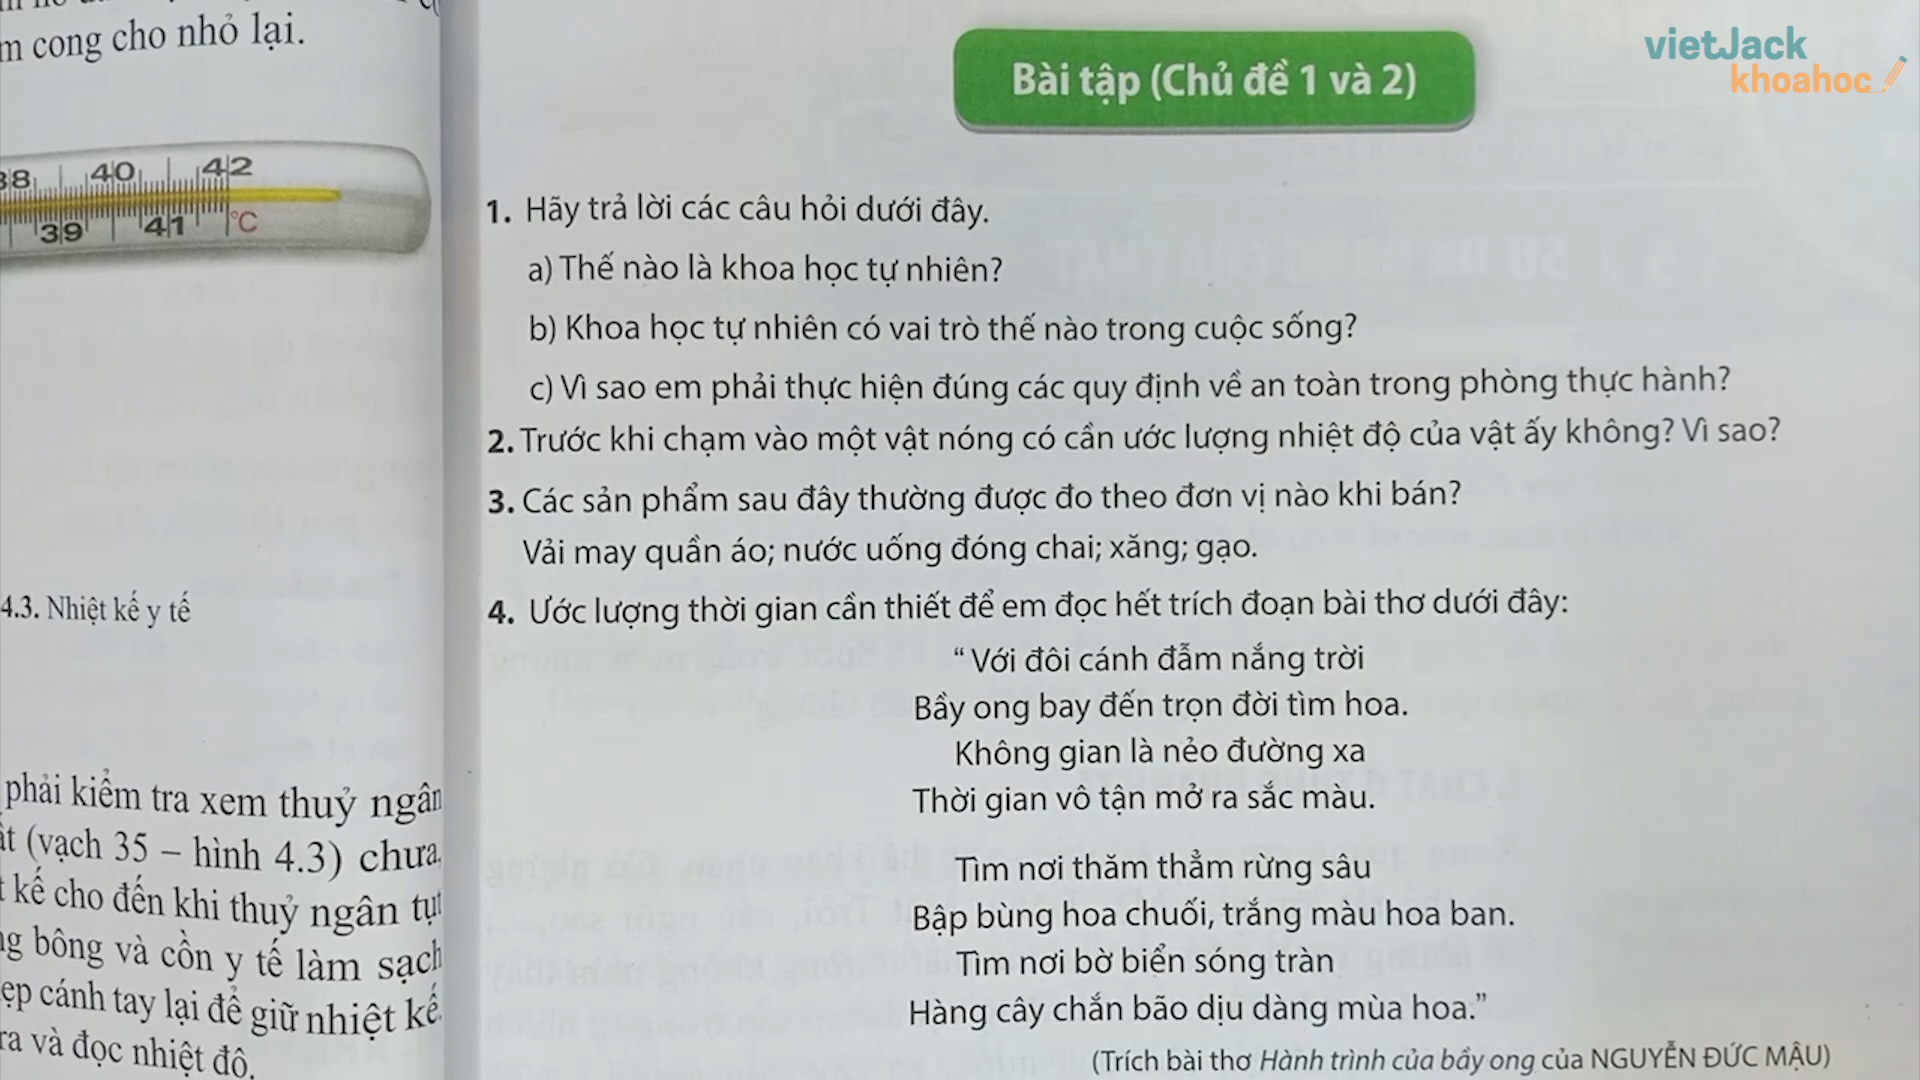 m cong cho nhỏ lại.
38 40 42
39 41 °C
4.3. Nhiệt kế y tế
phải kiểm tra xem thuỷ ngân
(vạch 35 – hình 4.3) chưa,
kế cho đến khi thuỷ ngân tụt
bông và cồn y tế làm sạch
cánh tay lại để giữ nhiệt kế
ra và đọc nhiệt độ.
vietJack
khoahoc
Bài tập (Chủ đề 1 và 2)
1. Hãy trả lời các câu hỏi dưới đây.
a) Thế nào là khoa học tự nhiên?
b) Khoa học tự nhiên có vai trò thế nào trong cuộc sống?
c) Vì sao em phải thực hiện đúng các quy định về an toàn trong phòng thực hành?
2. Trước khi chạm vào một vật nóng có cần ước lượng nhiệt độ của vật ấy không? Vì sao?
3. Các sản phẩm sau đây thường được đo theo đơn vị nào khi bán?
Vải may quần áo; nước uống đóng chai; xăng; gạo.
4. Ước lượng thời gian cần thiết để em đọc hết trích đoạn bài thơ dưới đây:
“Với đôi cánh đẫm nắng trời
Bầy ong bay đến trọn đời tìm hoa.
Không gian là nẻo đường xa
Thời gian vô tận mở ra sắc màu.
Tìm nơi thăm thẳm rừng sâu
Bập bùng hoa chuối, trắng màu hoa ban.
Tìm nơi bờ biển sóng tràn
Hàng cây chắn bão dịu dàng mùa hoa.”
(Trích bài thơ Hành trình của bầy ong của NGUYỄN ĐỨC MẬU)